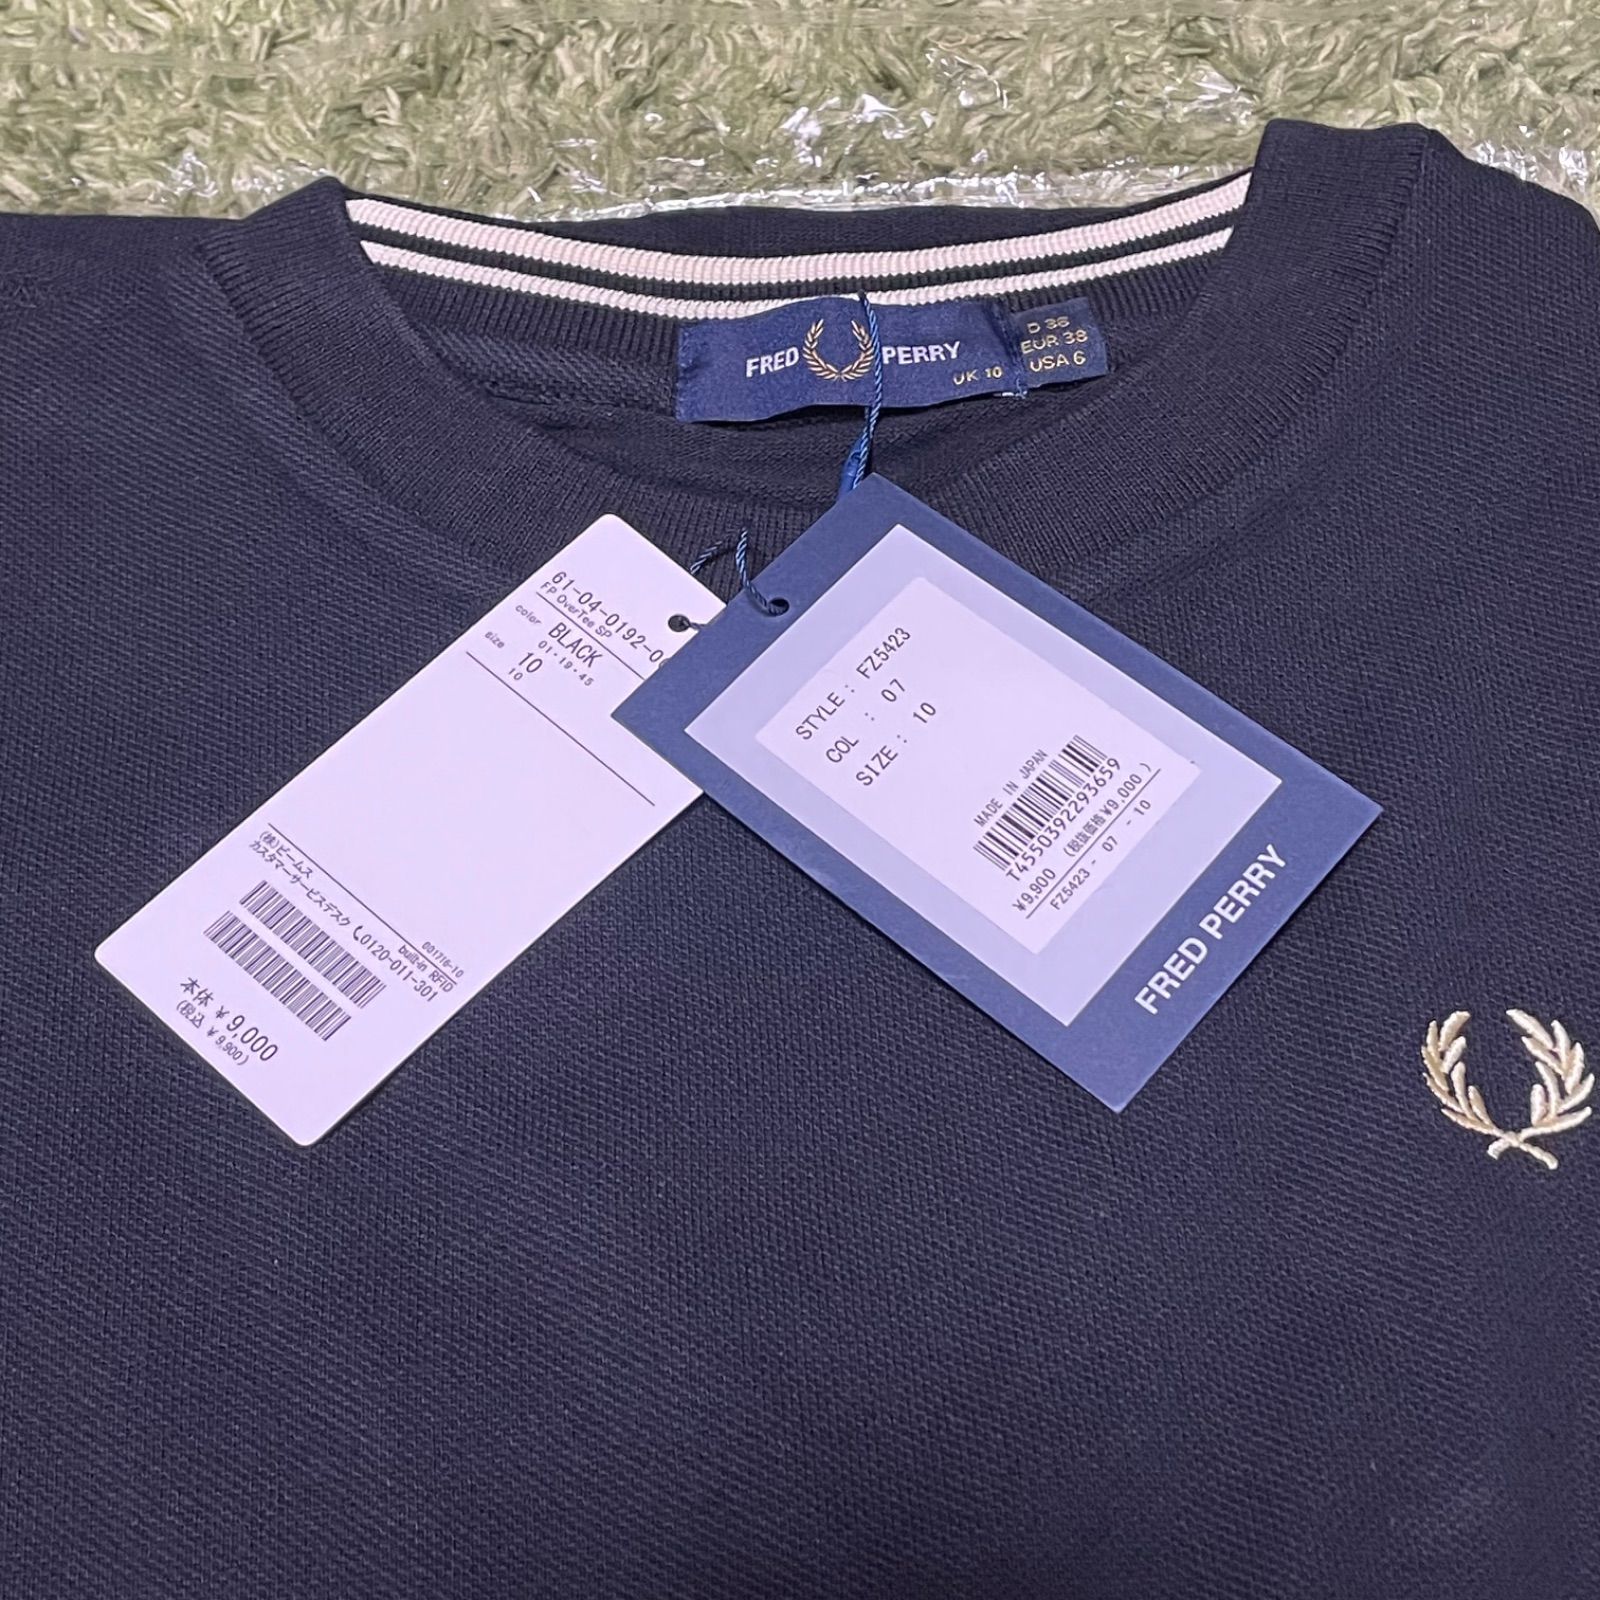 FRED PERRY
UK 10
D 36
EUR 38
USA 6
61-04-0192-0
FP OverTee SP
color BLACK
01-19-45
size 10
10
(株)ビームス
カスタマーサービスデスク 0120-011-301
built-in RFID
本体 ¥9,000
(税込 ¥9,900)
STYLE : FZ5423
COL : 07
SIZE : 10
MADE IN JAPAN
T4550392293659
¥9,900 (税抜価格¥9,000)
FZ5423 - 07 - 10
FRED PERRY